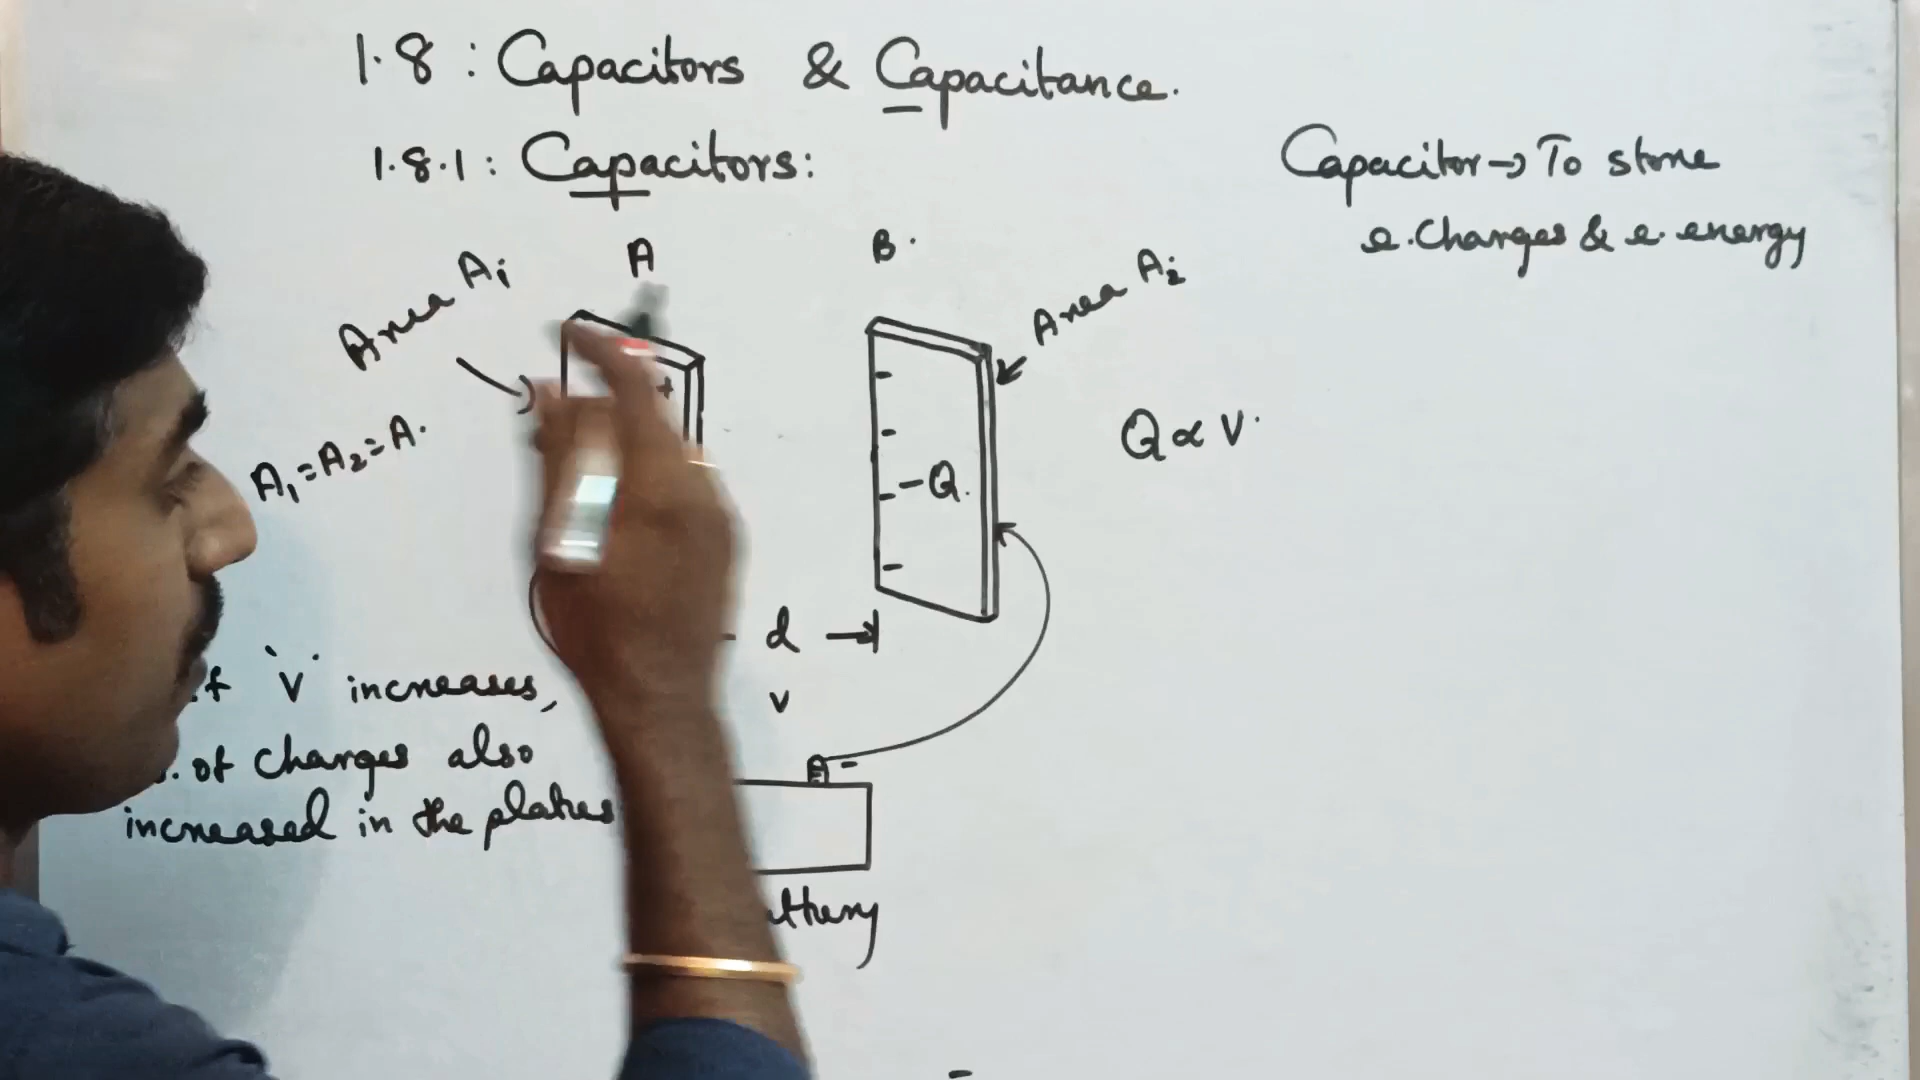 1.8 : Capacitors & Capacitance.
1.8.1 : Capacitors:
Capacitor → To store
e. Charges & e. energy
A
B.
Area A1
Area A2
A1 = A2 = A.
+
Q ∝ V.
-
-
- -Q.
-
d
V
'V' increases,
of charges also
increased in the plates
-